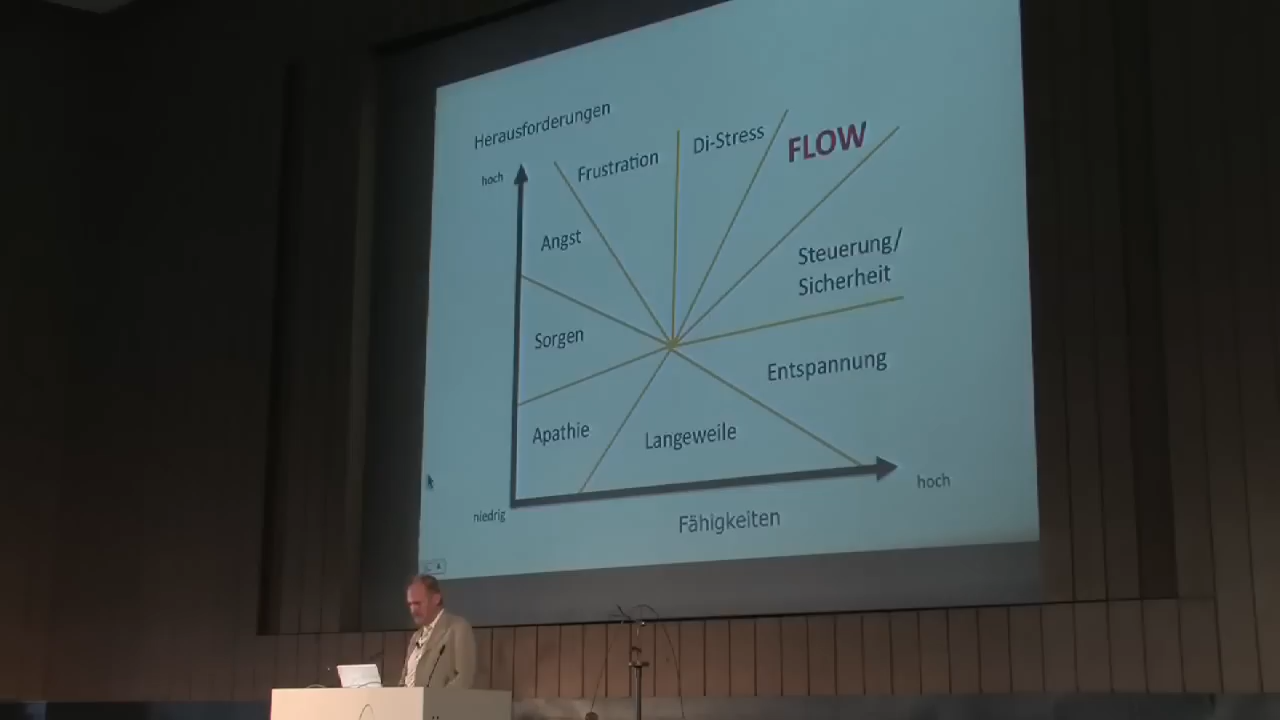 Herausforderungen
hoch
Frustration
Di-Stress
FLOW
Angst
Steuerung/
Sicherheit
Sorgen
Entspannung
Apathie
Langeweile
niedrig
hoch
Fähigkeiten